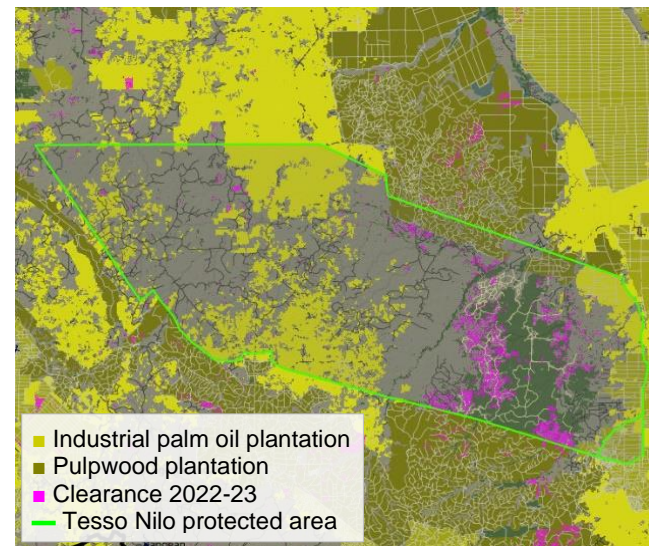 Industrial palm oil plantation
Pulpwood plantation
Clearance 2022-23
Tesso Nilo protected area